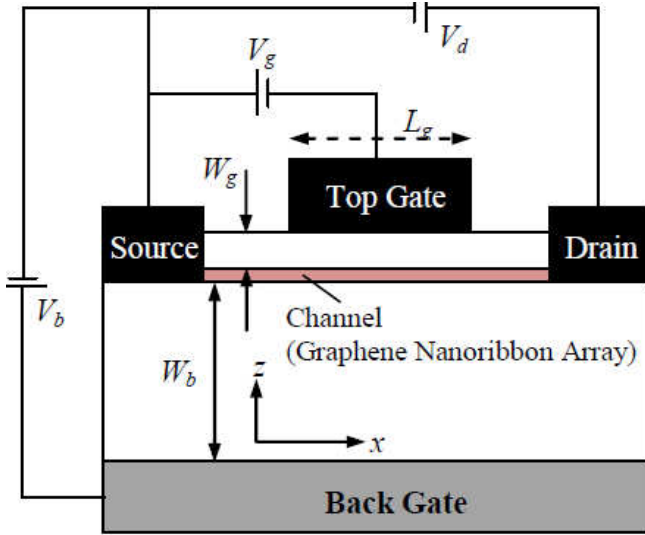 V_d
V_g
L_g
W_g
Top Gate
Source
Drain
V_b
Channel
(Graphene Nanoribbon Array)
W_b
z
x
Back Gate